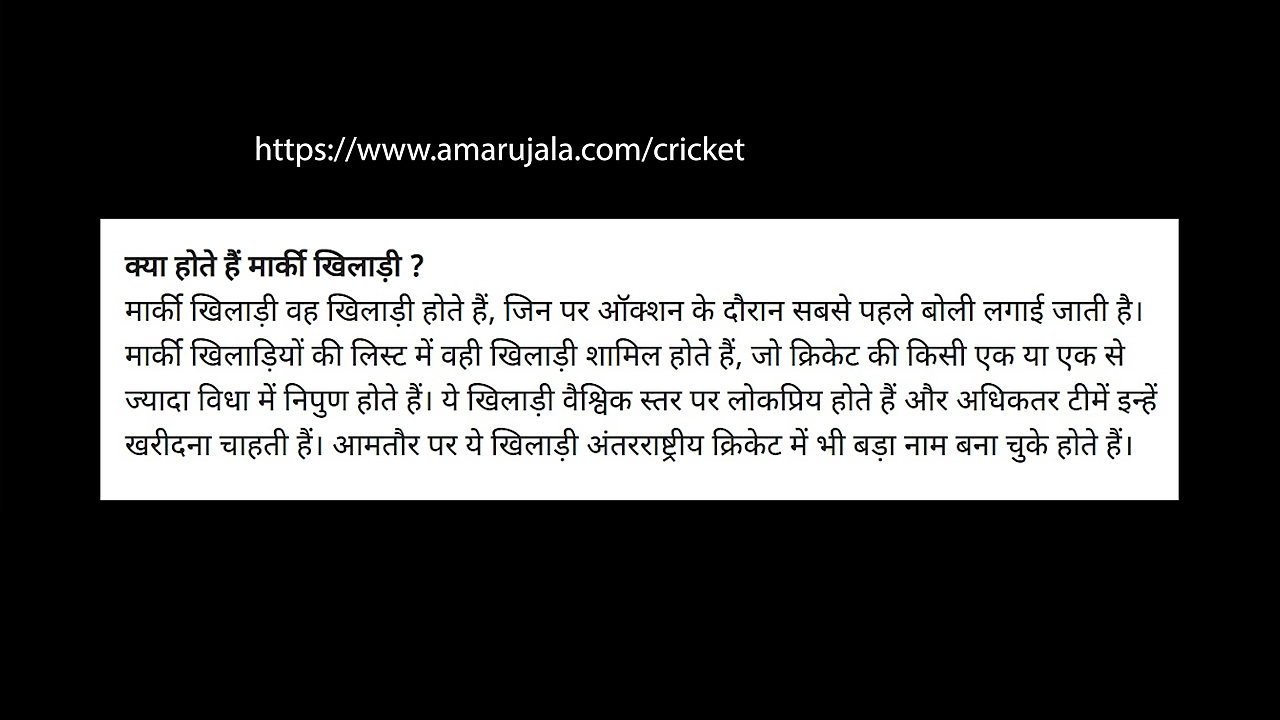 https://www.amarujala.com/cricket
क्या होते हैं मार्की खिलाड़ी ?
मार्की खिलाड़ी वह खिलाड़ी होते हैं, जिन पर ऑक्शन के दौरान सबसे पहले बोली लगाई जाती है।
मार्की खिलाड़ियों की लिस्ट में वही खिलाड़ी शामिल होते हैं, जो क्रिकेट की किसी एक या एक से
ज्यादा विधा में निपुण होते हैं। ये खिलाड़ी वैश्विक स्तर पर लोकप्रिय होते हैं और अधिकतर टीमें इन्हें
खरीदना चाहती हैं। आमतौर पर ये खिलाड़ी अंतरराष्ट्रीय क्रिकेट में भी बड़ा नाम बना चुके होते हैं।